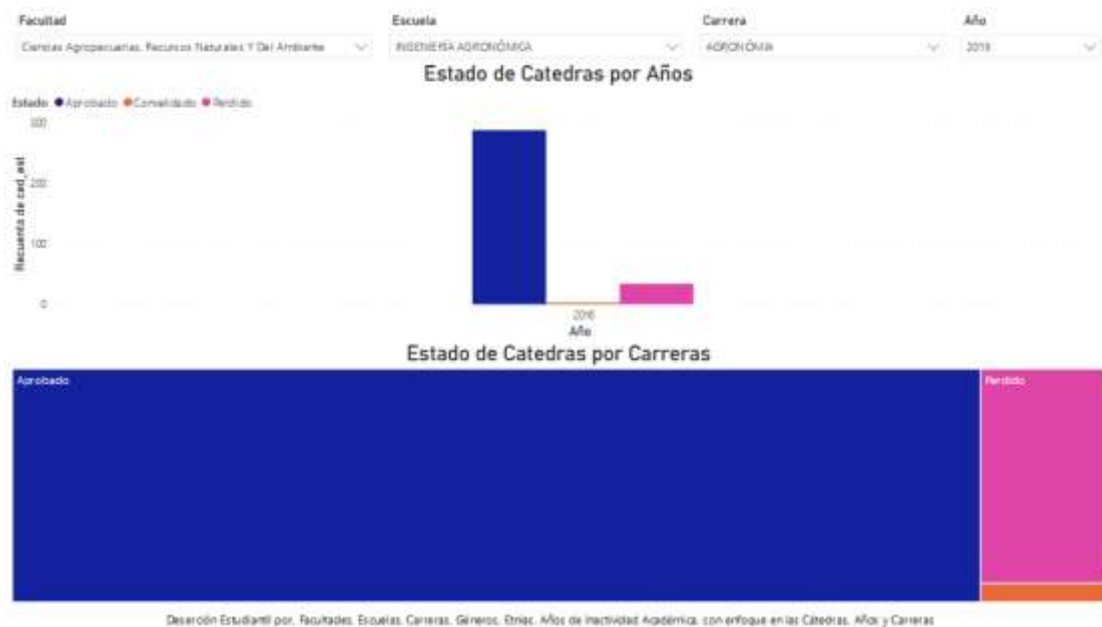 Facultad Escuela Carrera Año
Ciencias Agropecuarias, Recursos Naturales Y Del Ambiente INGENIERÍA AGRONÓMICA AGRONOMIA 2016
Estado de Catedras por Años
Estado Aprobado Convalidado Perdido
300
200
100
0
Recuento de ced_est
2016
Año
Estado de Catedras por Carreras
Aprobado Perdido
Deserción Estudiantil por, Facultades, Escuelas, Carreras, Géneros, Etnias, Años de Inactividad Académica, con enfoque en las Cátedras, Años y Carreras